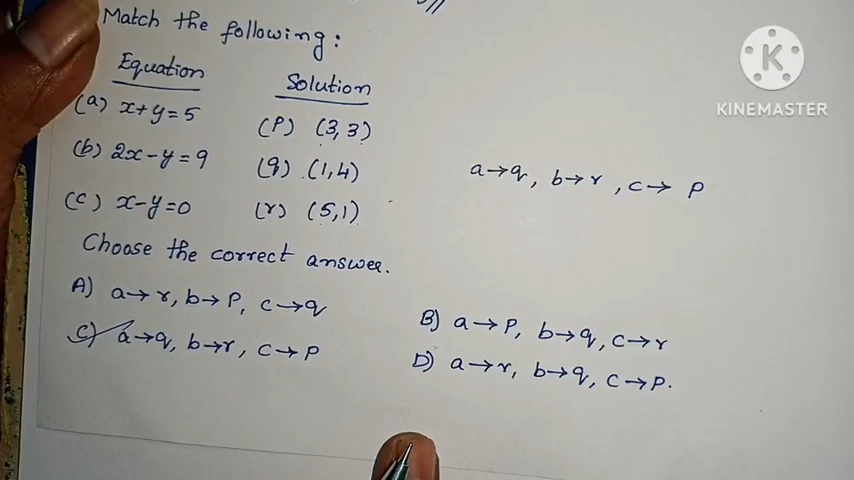 Match the following:
Equation Solution
(a) x+y=5 (P) (3, 3)
(b) 2x-y=9 (q) (1,4)
(c) x-y=0 (r) (5,1)
a→q, b→r, c→ P
Choose the correct answer.
A) a→r, b→P, c→q
B) a→P, b→q, c→r
C) a→q, b→r, c→P
D) a→r, b→q, c→P.
K
KINEMASTER